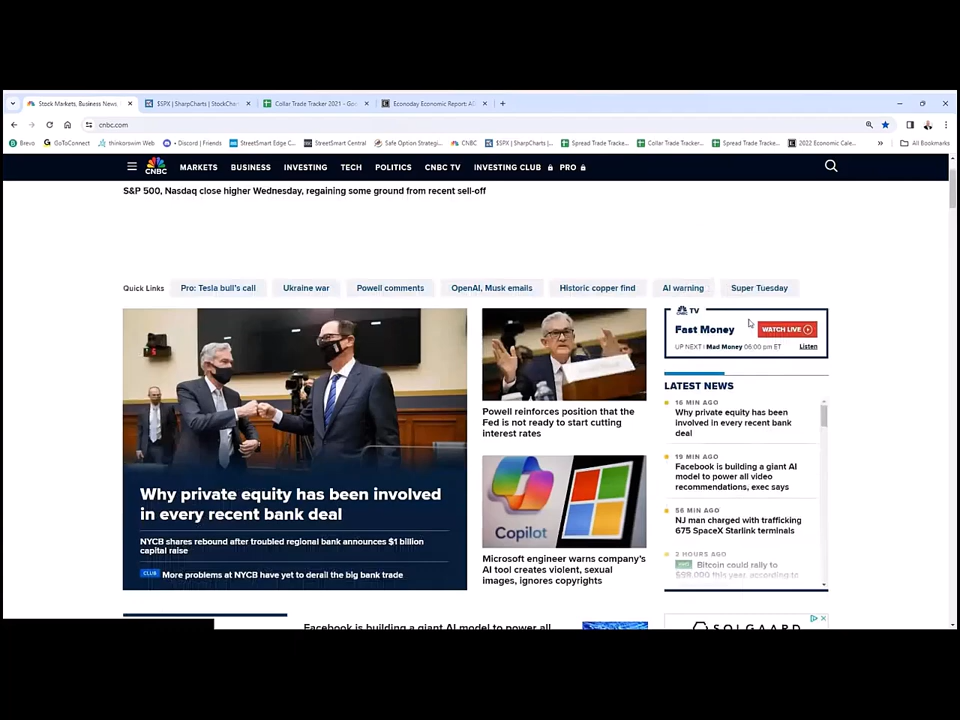 Stock Markets, Business News,
$SPX | SharpCharts | StockCha
Collar Trade Tracker 2021 - Goo
Econoday Economic Report: A
cnbc.com
Brevo
GoToConnect
thinkorswim Web
Discord | Friends
StreetSmart Edge C...
StreetSmart Central
Safe Option Strategi...
CNBC
$SPX | SharpCharts |...
Spread Trade Tracke...
Collar Trade Tracker...
Spread Trade Tracke...
2022 Economic Cale...
All Bookmarks
CNBC
MARKETS
BUSINESS
INVESTING
TECH
POLITICS
CNBC TV
INVESTING CLUB
PRO
S&P 500, Nasdaq close higher Wednesday, regaining some ground from recent sell-off
Quick Links
Pro: Tesla bull's call
Ukraine war
Powell comments
OpenAI, Musk emails
Historic copper find
AI warning
Super Tuesday
Why private equity has been involved
in every recent bank deal
NYCB shares rebound after troubled regional bank announces $1 billion
capital raise
CLUB More problems at NYCB have yet to derail the big bank trade
Powell reinforces position that the
Fed is not ready to start cutting
interest rates
Copilot
Microsoft engineer warns company's
AI tool creates violent, sexual
images, ignores copyrights
CNBC TV
Fast Money
WATCH LIVE
UP NEXT | Mad Money 06:00 pm ET
Listen
LATEST NEWS
16 MIN AGO
Why private equity has been
involved in every recent bank
deal
19 MIN AGO
Facebook is building a giant AI
model to power all video
recommendations, exec says
56 MIN AGO
NJ man charged with trafficking
675 SpaceX Starlink terminals
2 HOURS AGO
PRO Bitcoin could rally to
$98,000 this year according to
Facebook is building a giant AI model to power all
SOLGAARD